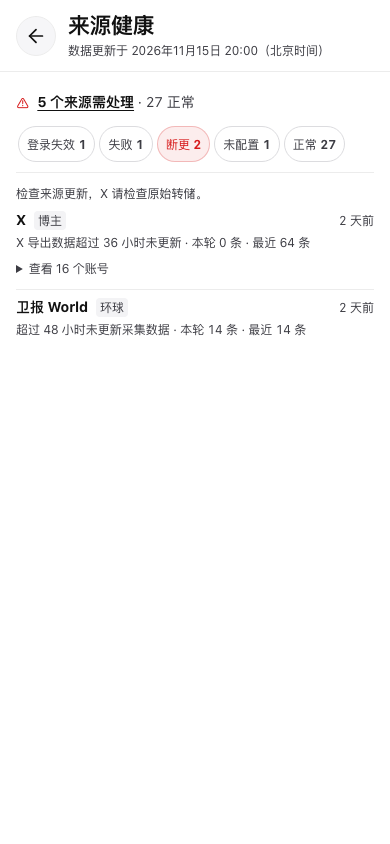 来源健康
数据更新于 2026年11月15日 20:00（北京时间）
5 个来源需处理 · 27 正常
登录失效 1 失败 1 断更 2 未配置 1 正常 27
检查来源更新，X 请检查原始转储。
X 博主 2 天前
X 导出数据超过 36 小时未更新 · 本轮 0 条 · 最近 64 条
▶ 查看 16 个账号
卫报 World 环球 2 天前
超过 48 小时未更新采集数据 · 本轮 14 条 · 最近 14 条